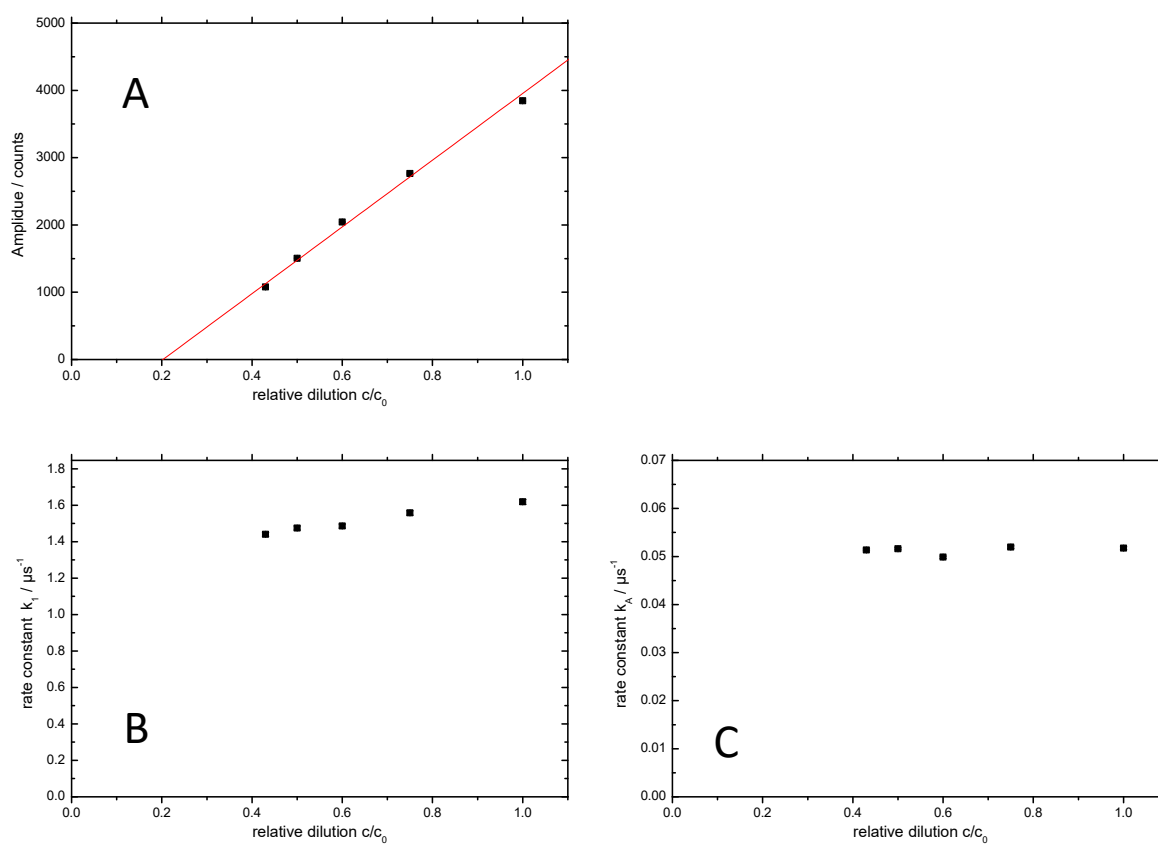 A
5000
4000
3000
2000
1000
0
Amplidue / counts
0.0 0.2 0.4 0.6 0.8 1.0
relative dilution c/c0
B
1.8
1.6
1.4
1.2
1.0
0.8
0.6
0.4
0.2
0.0
rate constant k1 / µs-1
0.0 0.2 0.4 0.6 0.8 1.0
relative dilution c/c0
C
0.07
0.06
0.05
0.04
0.03
0.02
0.01
0.00
rate constant kA / µs-1
0.0 0.2 0.4 0.6 0.8 1.0
relative dilution c/c0